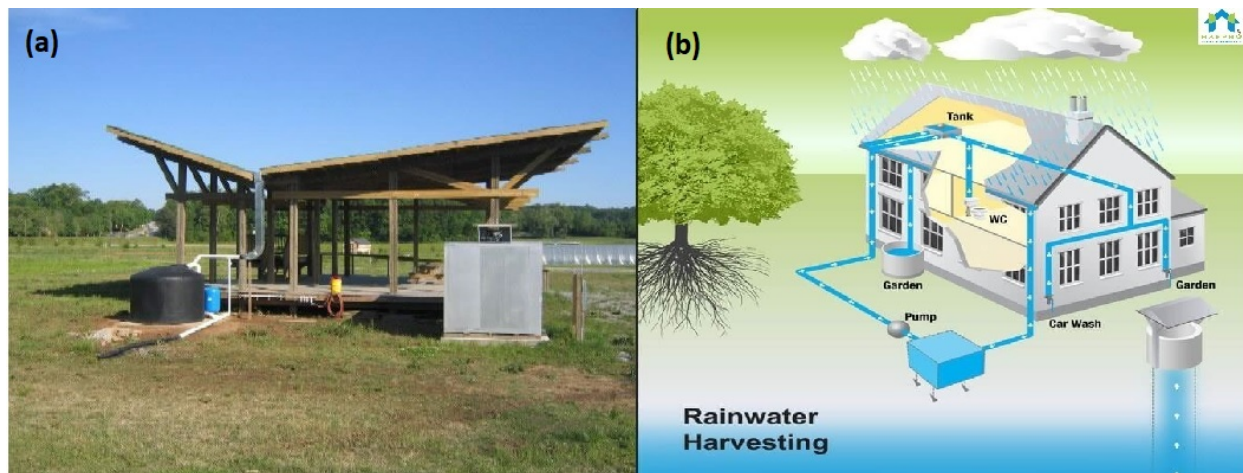 (a)
(b)
Tank
WC
Garden
Garden
Car Wash
Pump
Rainwater
Harvesting